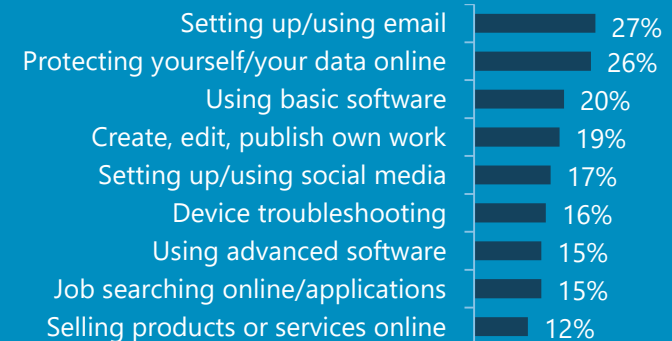 Setting up/using email 27%
Protecting yourself/your data online 26%
Using basic software 20%
Create, edit, publish own work 19%
Setting up/using social media 17%
Device troubleshooting 16%
Using advanced software 15%
Job searching online/applications 15%
Selling products or services online 12%